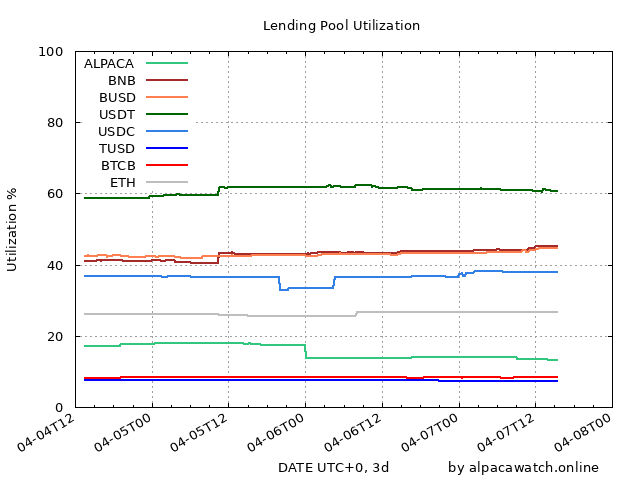 Lending Pool Utilization
100
80
60
40
20
0
Utilization %
ALPACA
BNB
BUSD
USDT
USDC
TUSD
BTCB
ETH
04-04T12
04-05T00
04-05T12
04-06T00
04-06T12
04-07T00
04-07T12
04-08T00
DATE UTC+0, 3d
by alpacawatch.online